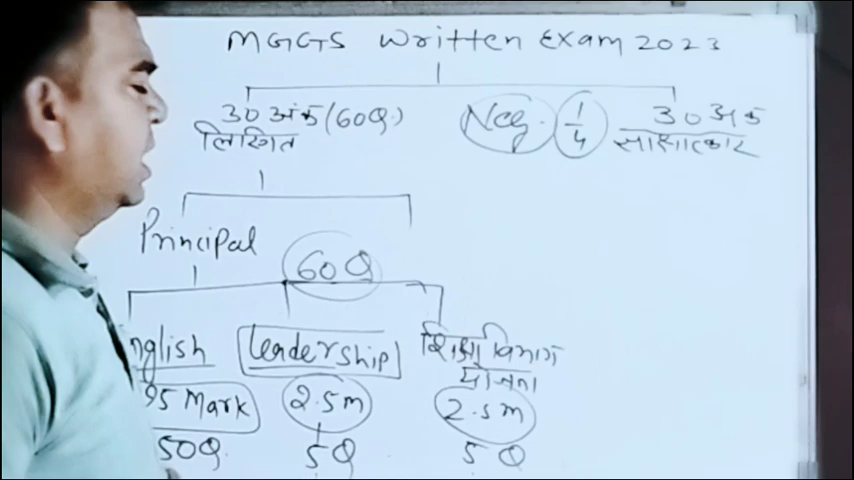 MGGS Written Exam 2023
30 अंक (60Q.) Neg. 1/4 30 अंक
लिखित साक्षात्कार
Principal
60Q
nglish Leadership शिक्षा विभाग
योजना
25 Mark 2.5m 2.5m
50Q. 5Q 5Q